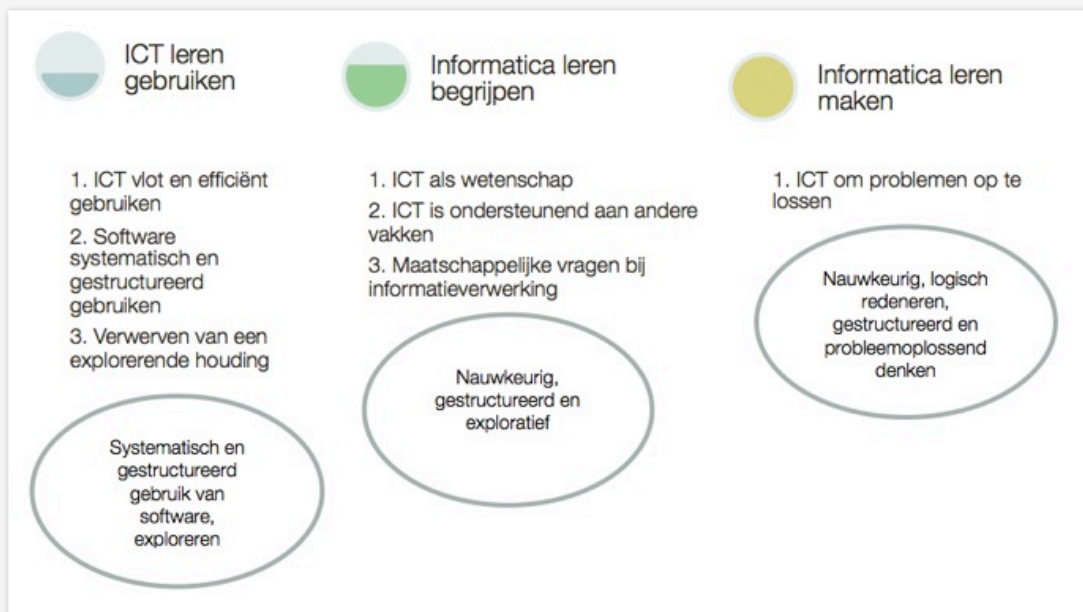 ICT leren
gebruiken
1. ICT vlot en efficiënt
gebruiken
2. Software
systematisch en
gestructureerd
gebruiken
3. Verwerven van een
explorerende houding
Systematisch en
gestructureerd
gebruik van
software,
exploreren
Informatica leren
begrijpen
1. ICT als wetenschap
2. ICT is ondersteunend aan andere
vakken
3. Maatschappelijke vragen bij
informatieverwerking
Nauwkeurig,
gestructureerd en
exploratief
Informatica leren
maken
1. ICT om problemen op te
lossen
Nauwkeurig, logisch
redeneren,
gestructureerd en
probleemoplossend
denken